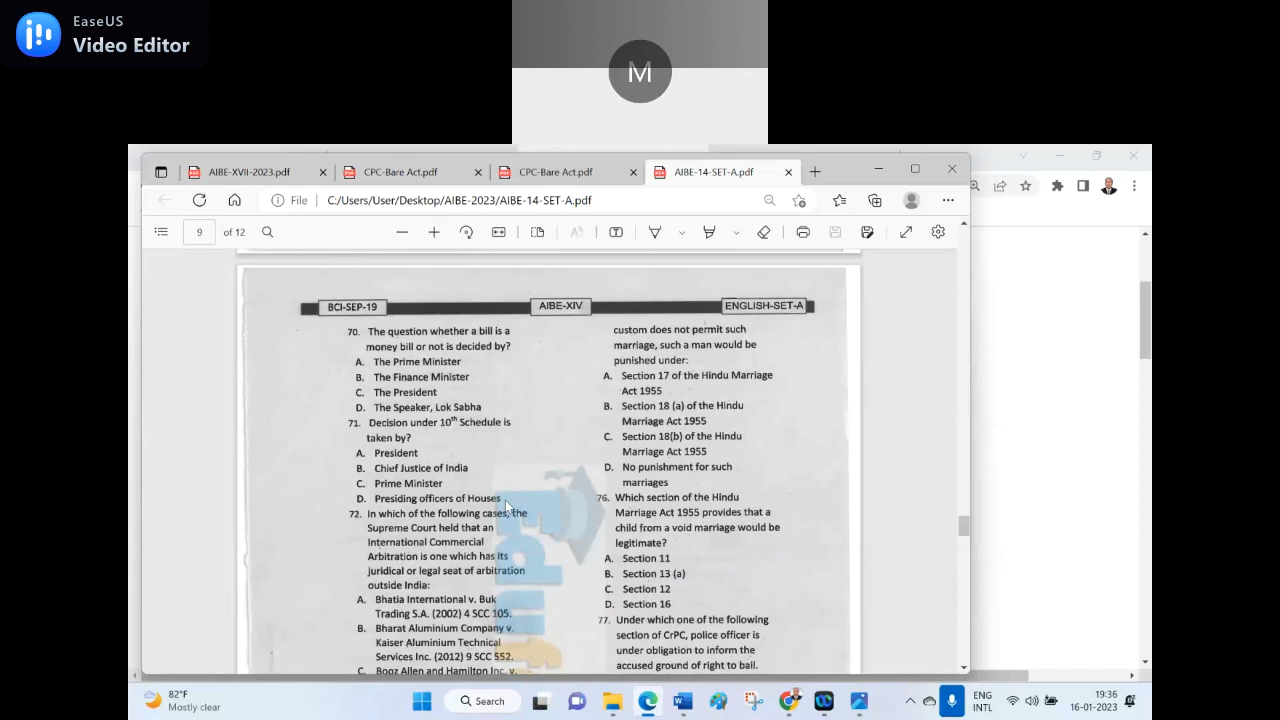 EaseUS
Video Editor
M
AIBE-XVII-2023.pdf
CPC-Bare Act.pdf
CPC-Bare Act.pdf
AIBE-14-SET-A.pdf
File
C:/Users/User/Desktop/AIBE-2023/AIBE-14-SET-A.pdf
9 of 12
BCI-SEP-19
AIBE-XIV
ENGLISH-SET-A
70. The question whether a bill is a
money bill or not is decided by?
A. The Prime Minister
B. The Finance Minister
C. The President
D. The Speaker, Lok Sabha
71. Decision under 10th Schedule is
taken by?
A. President
B. Chief Justice of India
C. Prime Minister
D. Presiding officers of Houses
72. In which of the following cases, the
Supreme Court held that an
International Commercial
Arbitration is one which has its
juridical or legal seat of arbitration
outside India:
A. Bhatia International v. Buk
Trading S.A. (2002) 4 SCC 105.
B. Bharat Aluminium Company v.
Kaiser Aluminium Technical
Services Inc. (2012) 9 SCC 552.
C. Booz Allen and Hamilton Inc. v.
custom does not permit such
marriage, such a man would be
punished under:
A. Section 17 of the Hindu Marriage
Act 1955
B. Section 18 (a) of the Hindu
Marriage Act 1955
C. Section 18(b) of the Hindu
Marriage Act 1955
D. No punishment for such
marriages
76. Which section of the Hindu
Marriage Act 1955 provides that a
child from a void marriage would be
legitimate?
A. Section 11
B. Section 13 (a)
C. Section 12
D. Section 16
77. Under which one of the following
section of CrPC, police officer is
under obligation to inform the
accused ground of right to bail.
82°F
Mostly clear
Search
ENG
INTL
19:36
16-01-2023